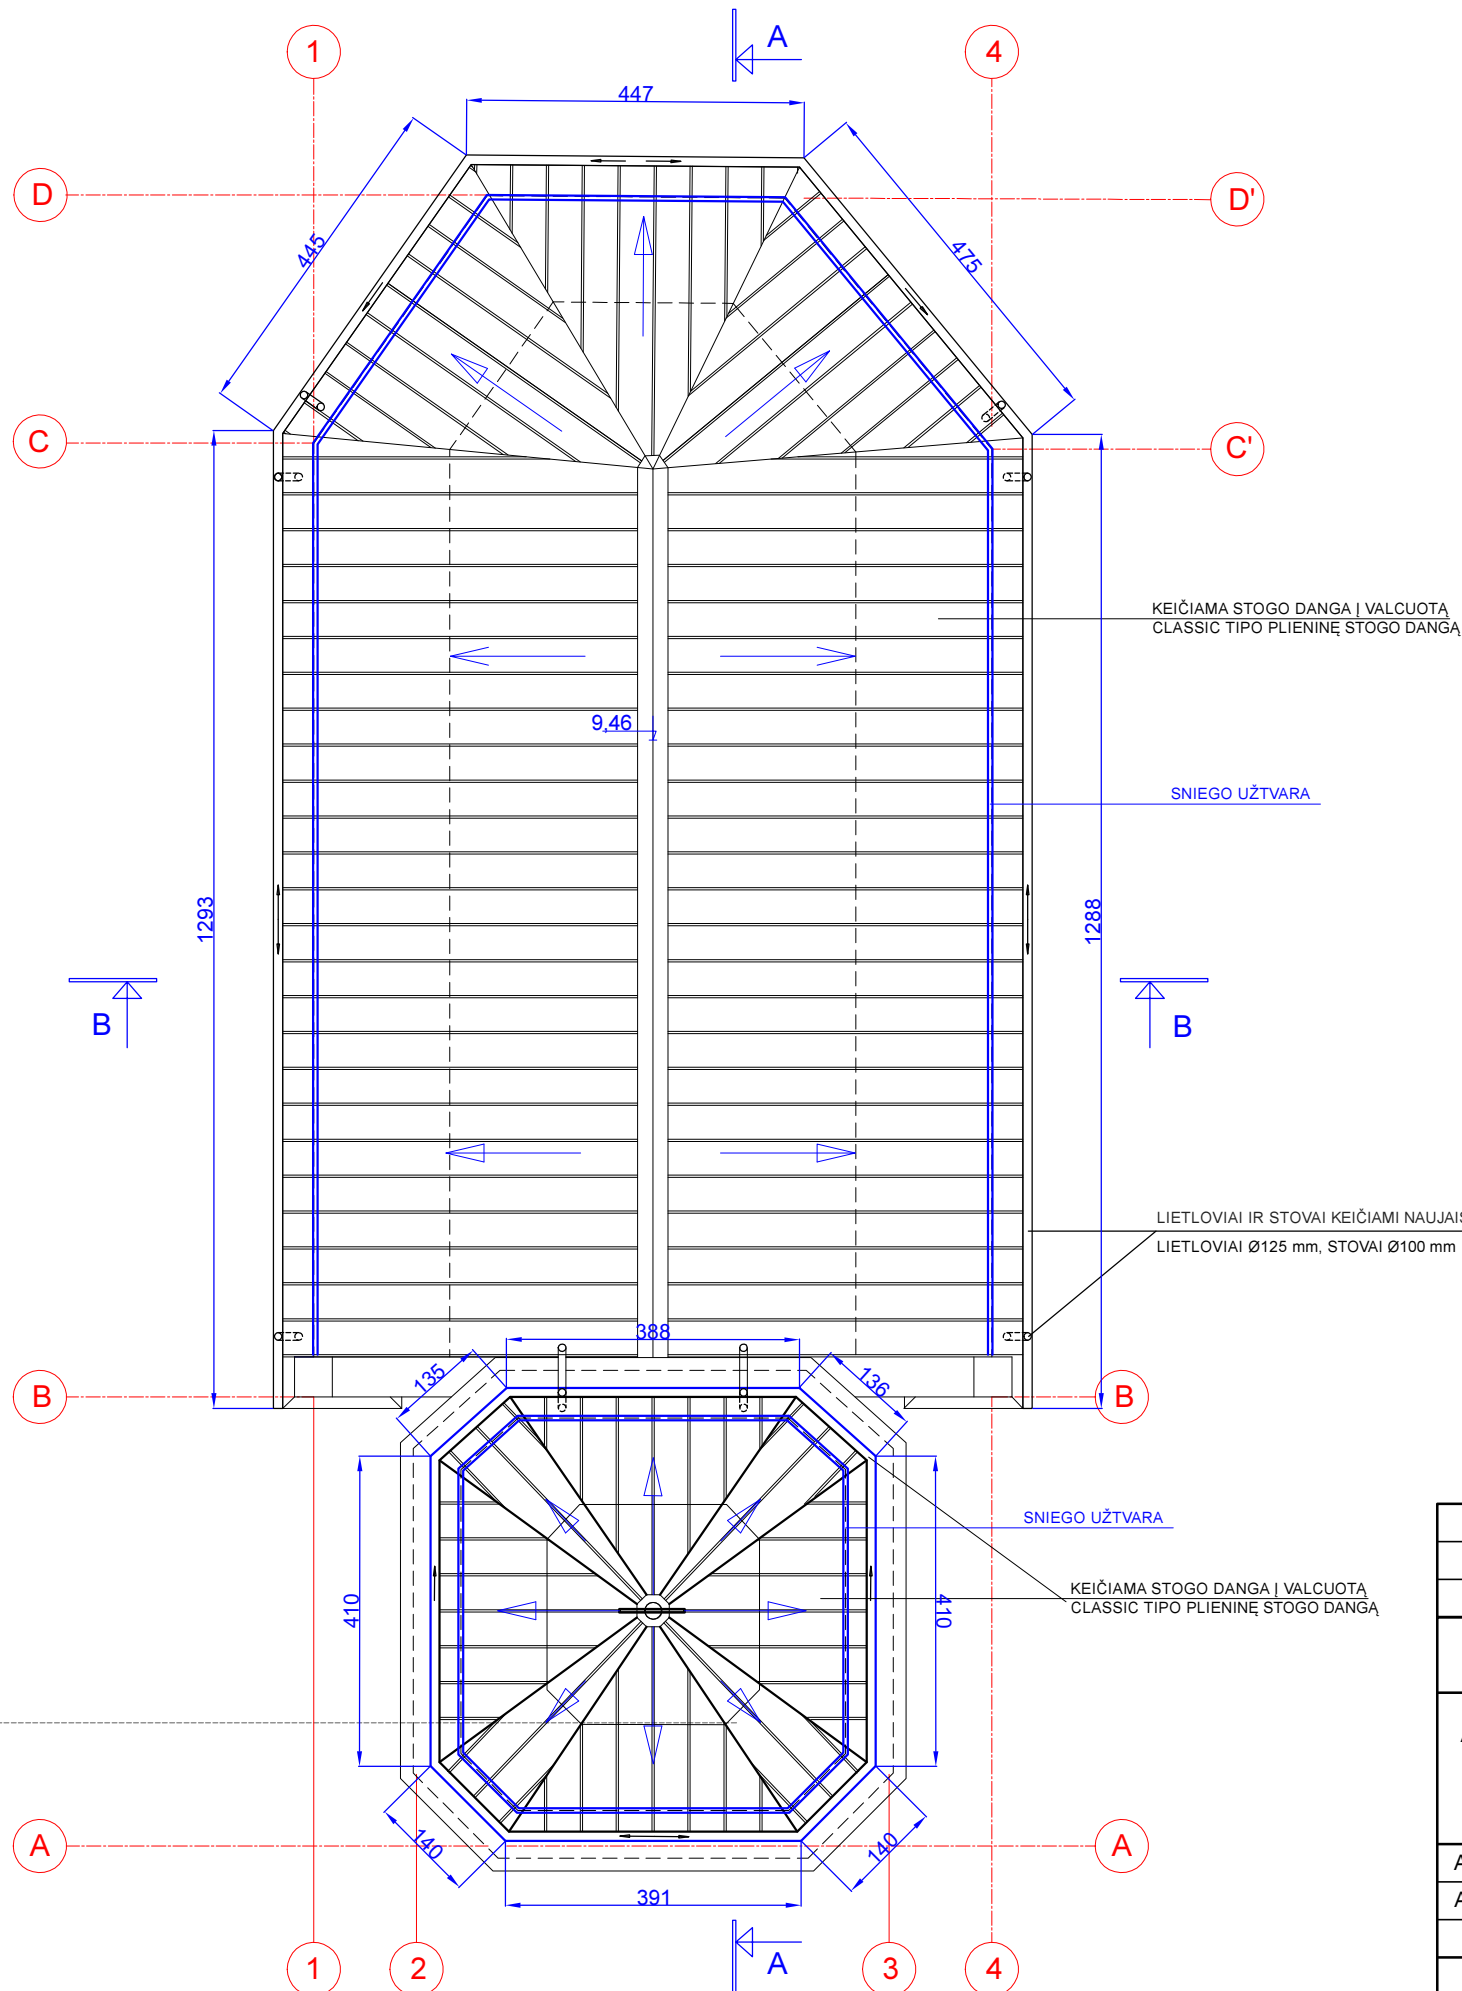 A
1
4
447
D
D'
445
475
C
C'
KEIČIAMA STOGO DANGA Į VALCUOTĄ
CLASSIC TIPO PLIENINĘ STOGO DANGĄ
9,46
SNIEGO UŽTVARA
1293
1288
B
B
LIETLOVIAI IR STOVAI KEIČIAMI NAUJAIS
LIETLOVIAI Ø125 mm, STOVAI Ø100 mm
388
135
136
B
B
SNIEGO UŽTVARA
KEIČIAMA STOGO DANGA Į VALCUOTĄ
CLASSIC TIPO PLIENINĘ STOGO DANGĄ
410
410
140
140
A
A
391
A
1
2
3
4
A
A